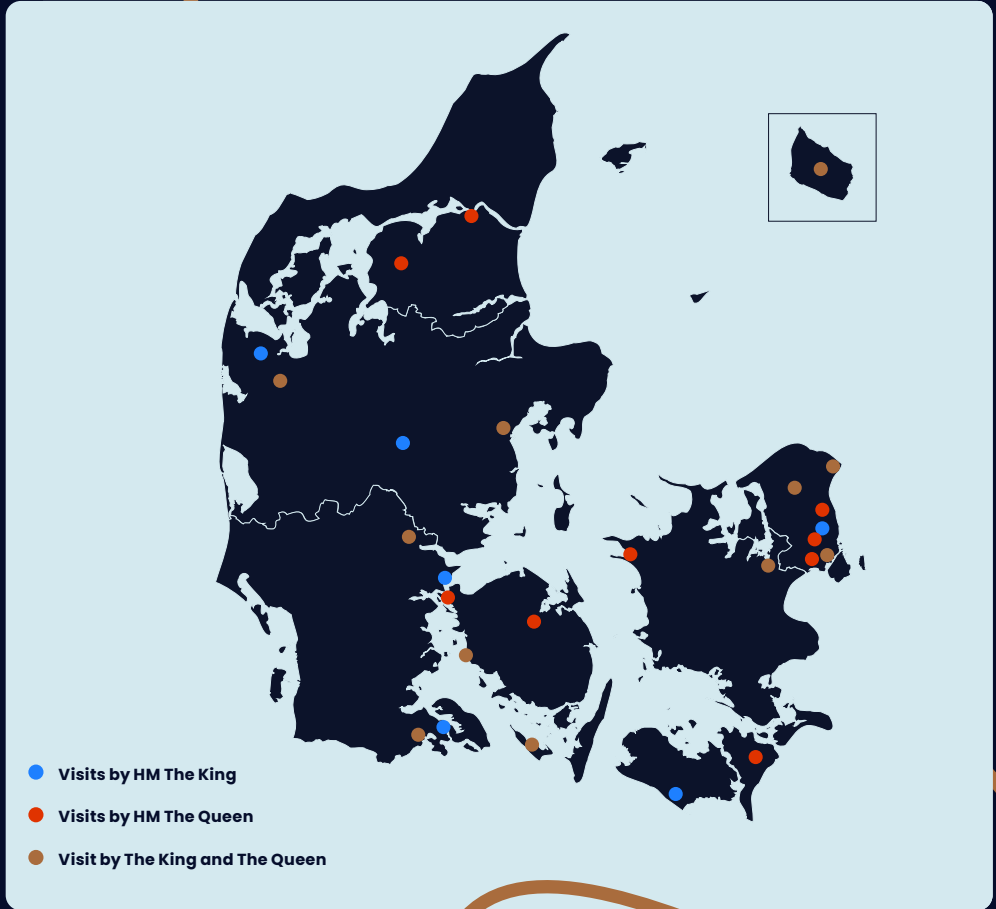 Visits by HM The King
Visits by HM The Queen
Visit by The King and The Queen